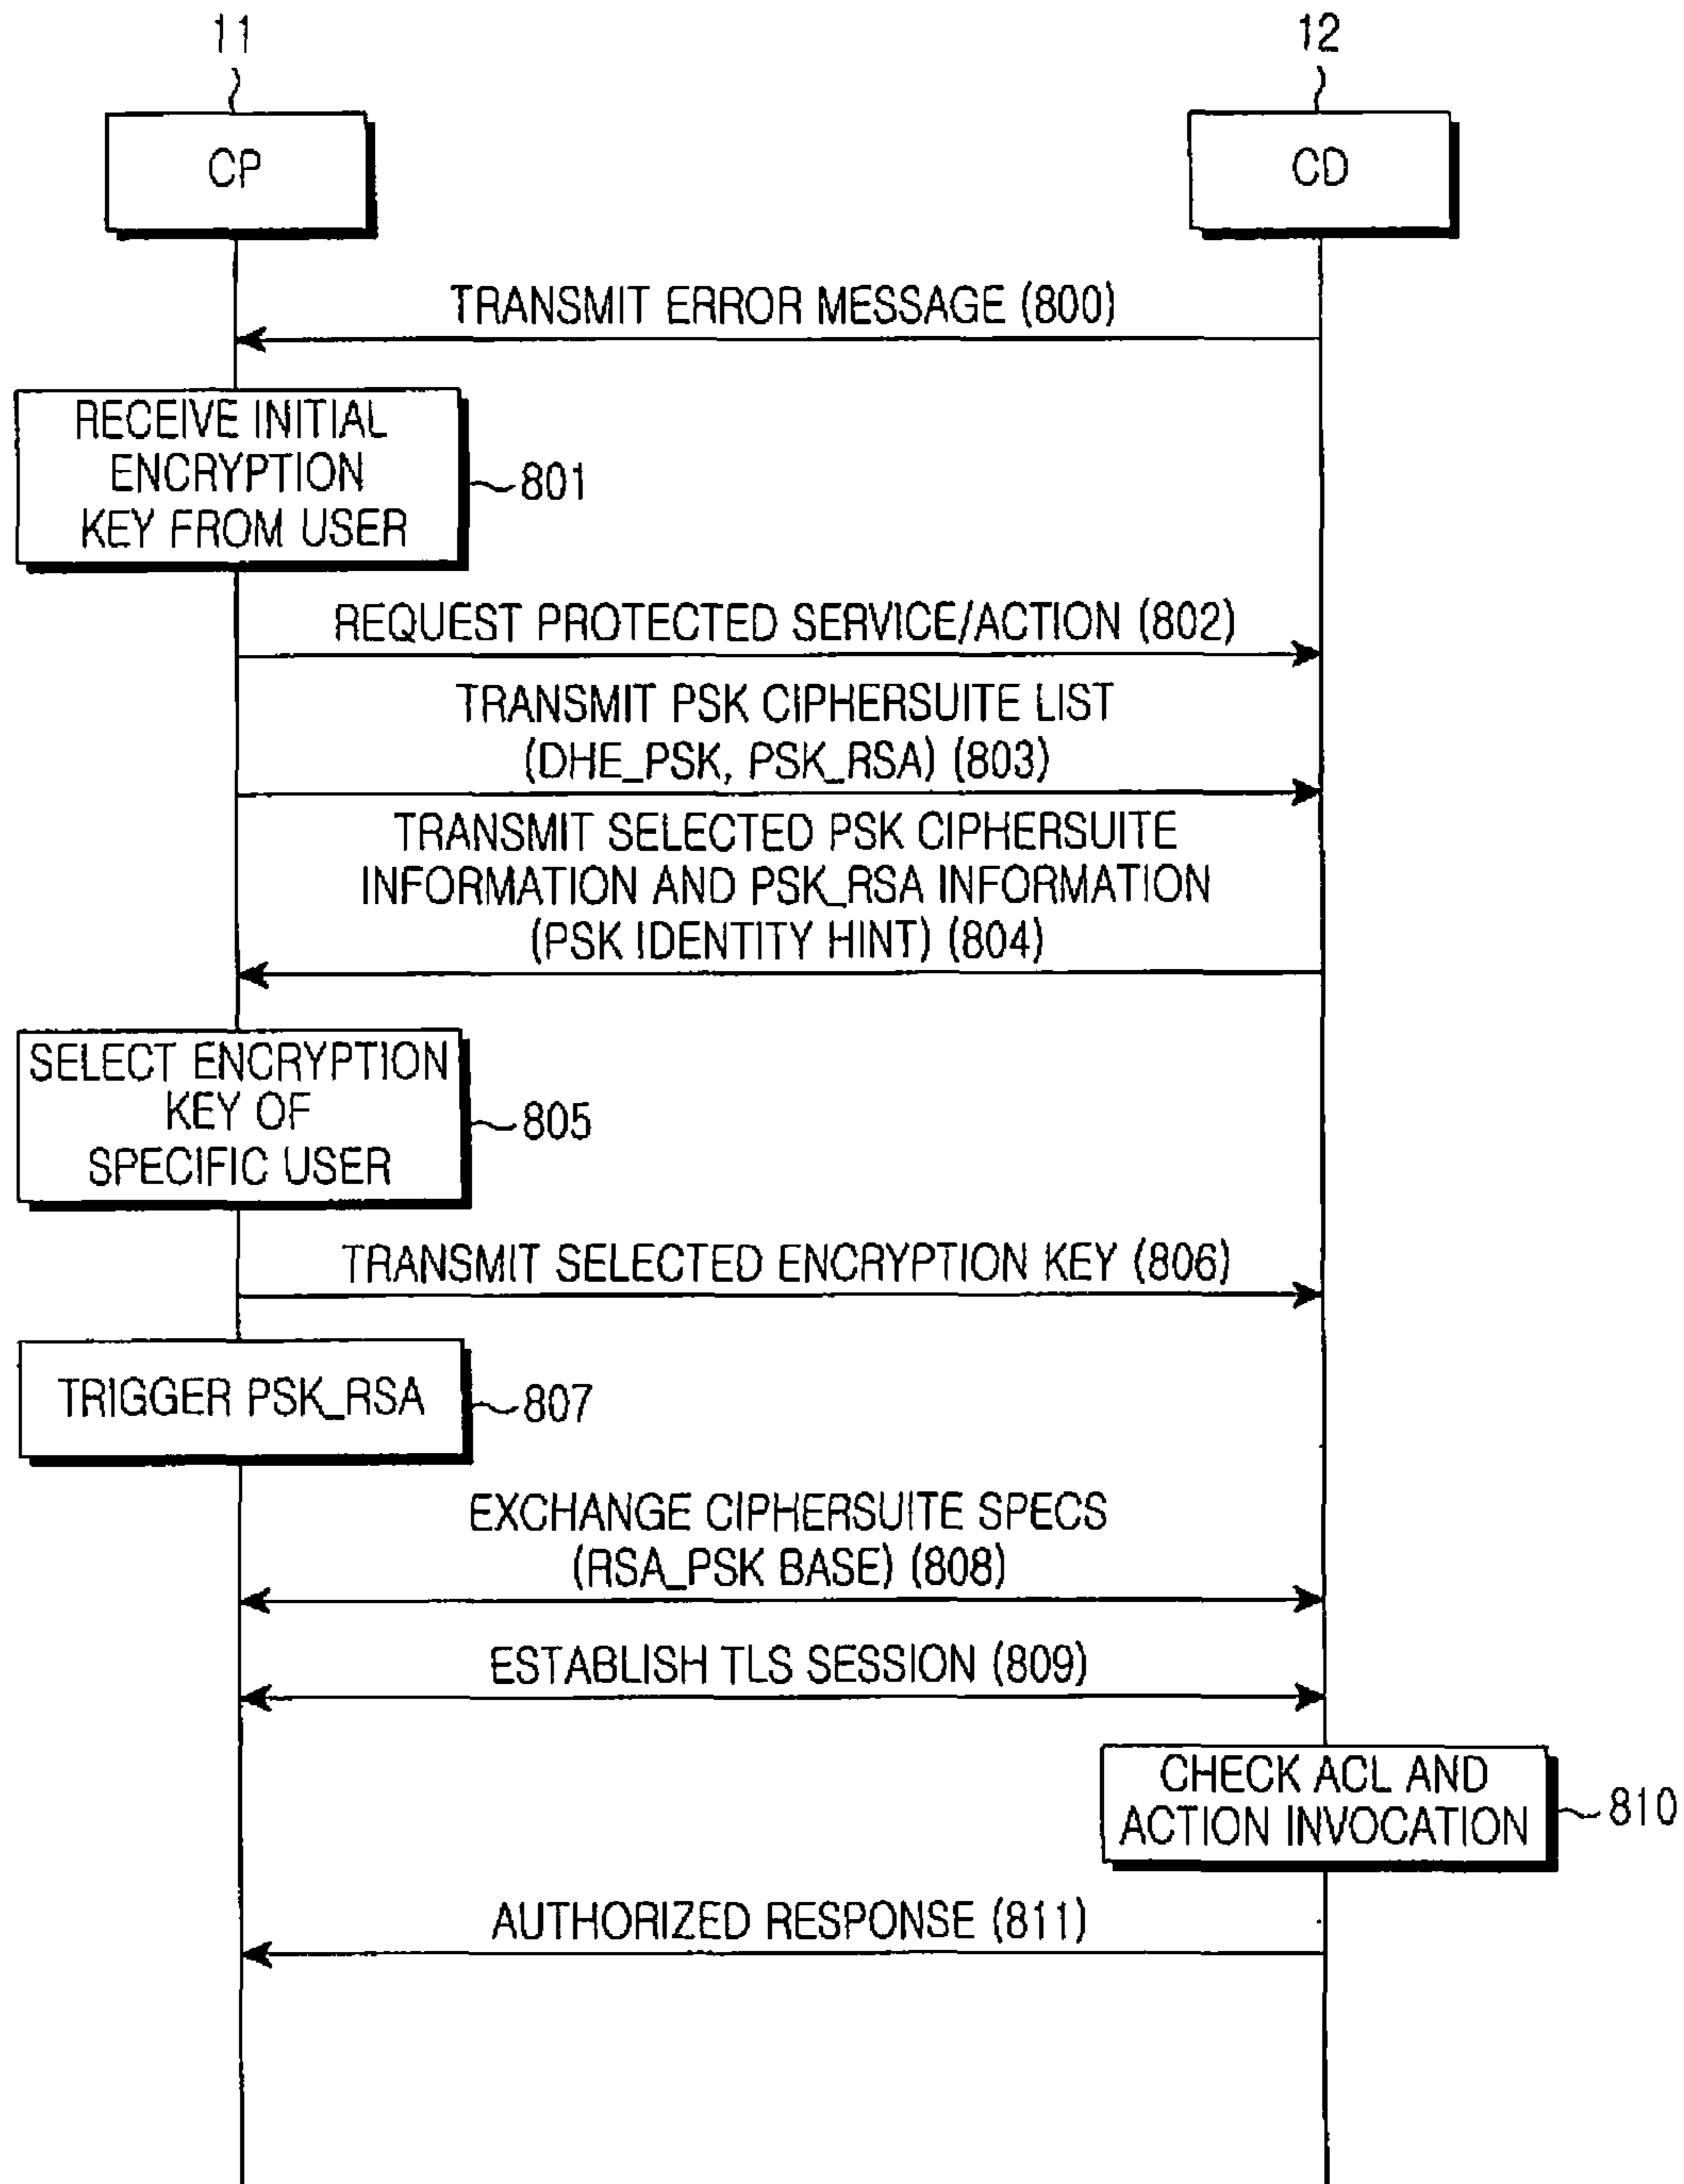 11
12
CP
CD
TRANSMIT ERROR MESSAGE (800)
RECEIVE INITIAL
ENCRYPTION
KEY FROM USER
801
REQUEST PROTECTED SERVICE/ACTION (802)
TRANSMIT PSK CIPHERSUITE LIST
(DHE_PSK, PSK_RSA) (803)
TRANSMIT SELECTED PSK CIPHERSUITE
INFORMATION AND PSK_RSA INFORMATION
(PSK IDENTITY HINT) (804)
SELECT ENCRYPTION
KEY OF
SPECIFIC USER
805
TRANSMIT SELECTED ENCRYPTION KEY (806)
TRIGGER PSK_RSA
807
EXCHANGE CIPHERSUITE SPECS
(RSA_PSK BASE) (808)
ESTABLISH TLS SESSION (809)
CHECK ACL AND
ACTION INVOCATION
810
AUTHORIZED RESPONSE (811)